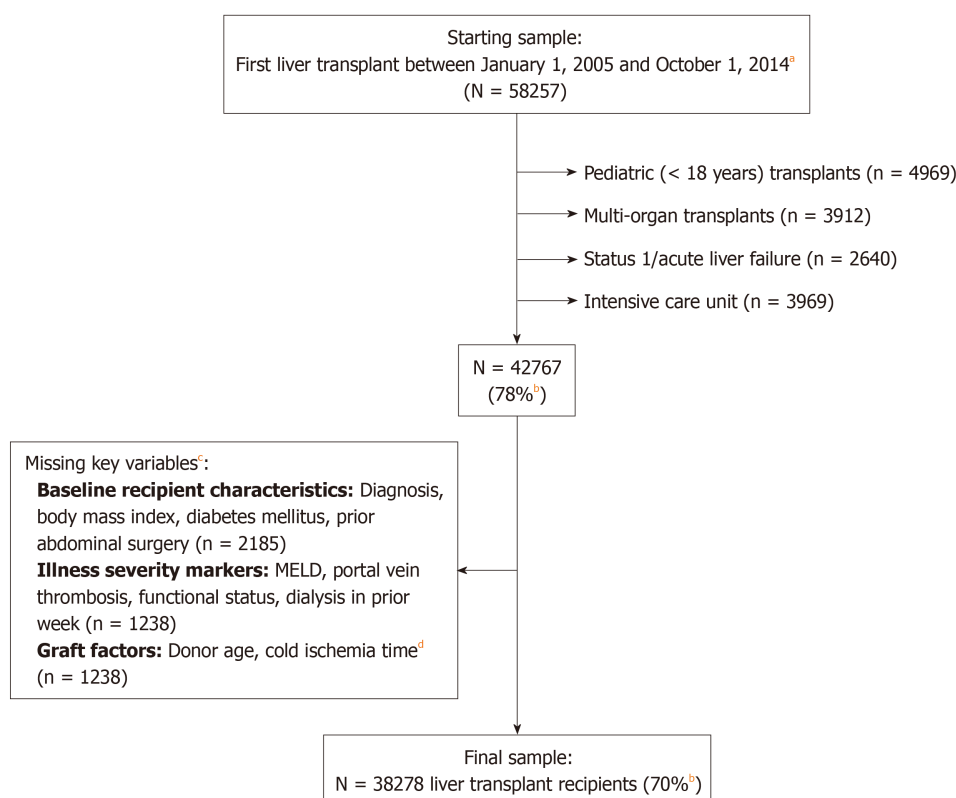 Starting sample:
First liver transplant between January 1, 2005 and October 1, 2014a
(N = 58257)
Pediatric (< 18 years) transplants (n = 4969)
Multi-organ transplants (n = 3912)
Status 1/acute liver failure (n = 2640)
Intensive care unit (n = 3969)
N = 42767
(78%b)
Missing key variablesc:
Baseline recipient characteristics: Diagnosis,
body mass index, diabetes mellitus, prior
abdominal surgery (n = 2185)
Illness severity markers: MELD, portal vein
thrombosis, functional status, dialysis in prior
week (n = 1238)
Graft factors: Donor age, cold ischemia timed
(n = 1238)
Final sample:
N = 38278 liver transplant recipients (70%b)